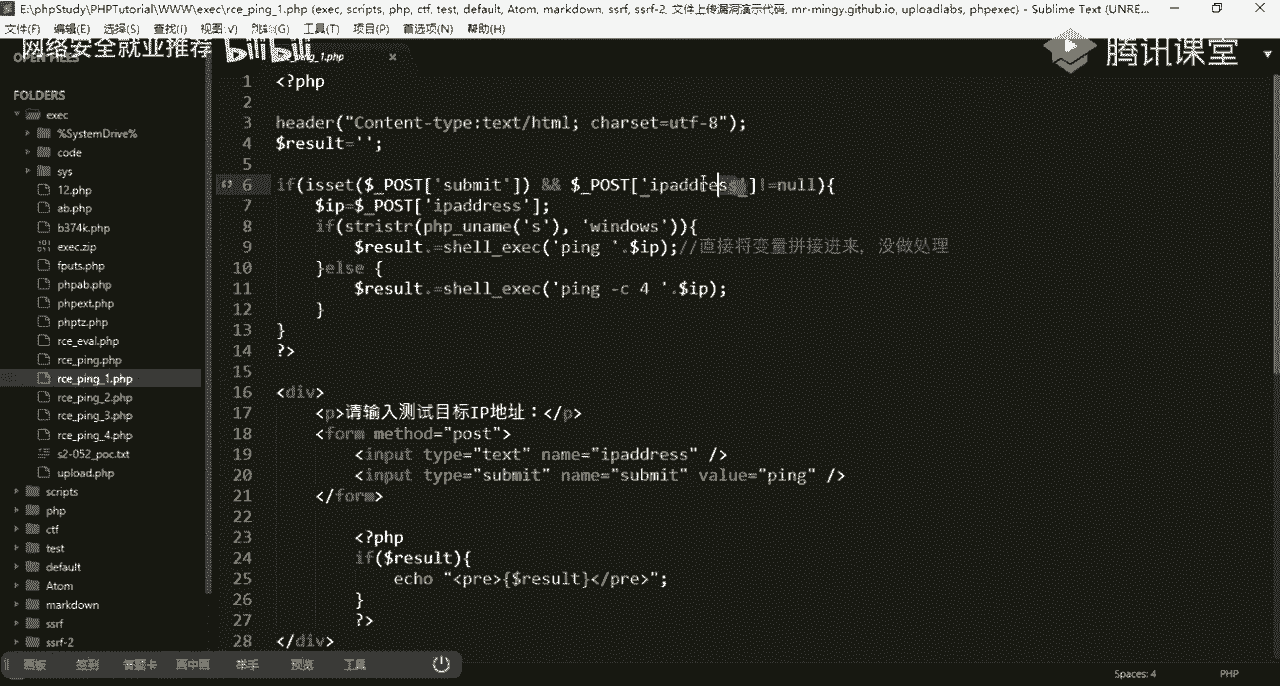 E:\phpStudy\PHPTutorial\WWW\exec\rce_ping_1.php (exec, scripts, php, ctf, test, default, Atom, markdown, ssrf, ssrf-2, 文件上传漏洞演示代码, mr-mingy.github.io, uploadlabs, phpexec) - Sublime Text (UNRE...
文件(F) 编辑(E) 选择(S) 查找(I) 视图(V) 跳转(G) 工具(T) 项目(P) 首选项(N) 帮助(H)
网络安全就业推荐 bilibili
腾讯课堂
OPEN FILES
_ping_1.php
FOLDERS
exec
%SystemDrive%
code
sys
12.php
ab.php
b374k.php
exec.zip
fputs.php
phpab.php
phpext.php
phptz.php
rce_eval.php
rce_ping.php
rce_ping_1.php
rce_ping_2.php
rce_ping_3.php
rce_ping_4.php
s2-052_poc.txt
upload.php
scripts
php
ctf
test
default
Atom
markdown
ssrf
ssrf-2
1 <?php
2
3 header("Content-type:text/html; charset=utf-8");
4 $result='';
5
6 if(isset($_POST['submit']) && $_POST['ipaddress']!=null){
7 $ip=$_POST['ipaddress'];
8 if(stristr(php_uname('s'), 'windows')){
9 $result.=shell_exec('ping '.$ip);//直接将变量拼接进来，没做处理
10 }else {
11 $result.=shell_exec('ping -c 4 '.$ip);
12 }
13 }
14 ?>
15
16 <div>
17 <p>请输入测试目标IP地址：</p>
18 <form method="post">
19 <input type="text" name="ipaddress" />
20 <input type="submit" name="submit" value="ping" />
21 </form>
22
23 <?php
24 if($result){
25 echo "<pre>{$result}</pre>";
26 }
27 ?>
28 </div>
画板 签到 答题卡 画中画 举手 预览 工具
Spaces: 4 PHP